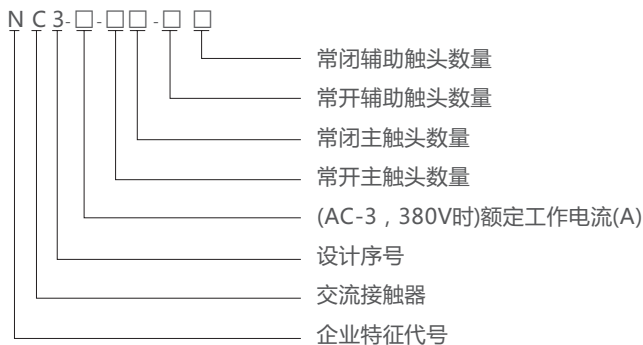 N C 3-□-□□-□ □
常闭辅助触头数量
常开辅助触头数量
常闭主触头数量
常开主触头数量
(AC-3，380V时)额定工作电流(A)
设计序号
交流接触器
企业特征代号